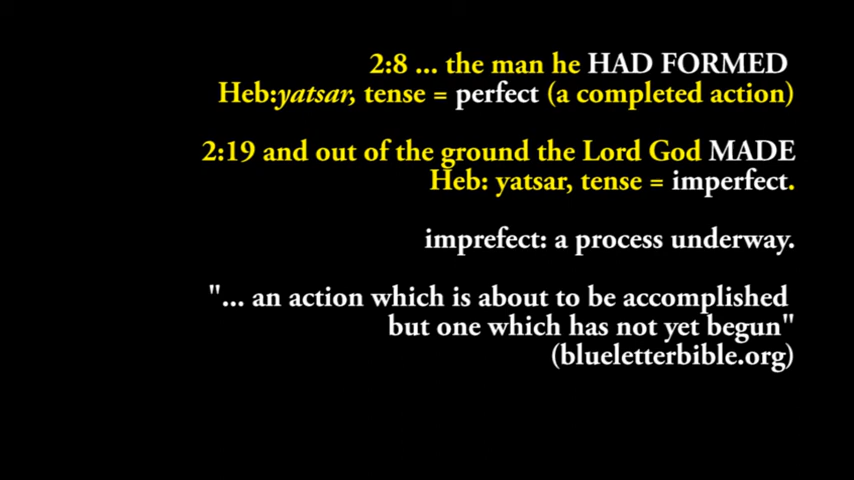 2:8 ... the man he HAD FORMED
Heb:yatsar, tense = perfect (a completed action)
2:19 and out of the ground the Lord God MADE
Heb: yatsar, tense = imperfect.
imprefect: a process underway.
"... an action which is about to be accomplished
but one which has not yet begun"
(blueletterbible.org)